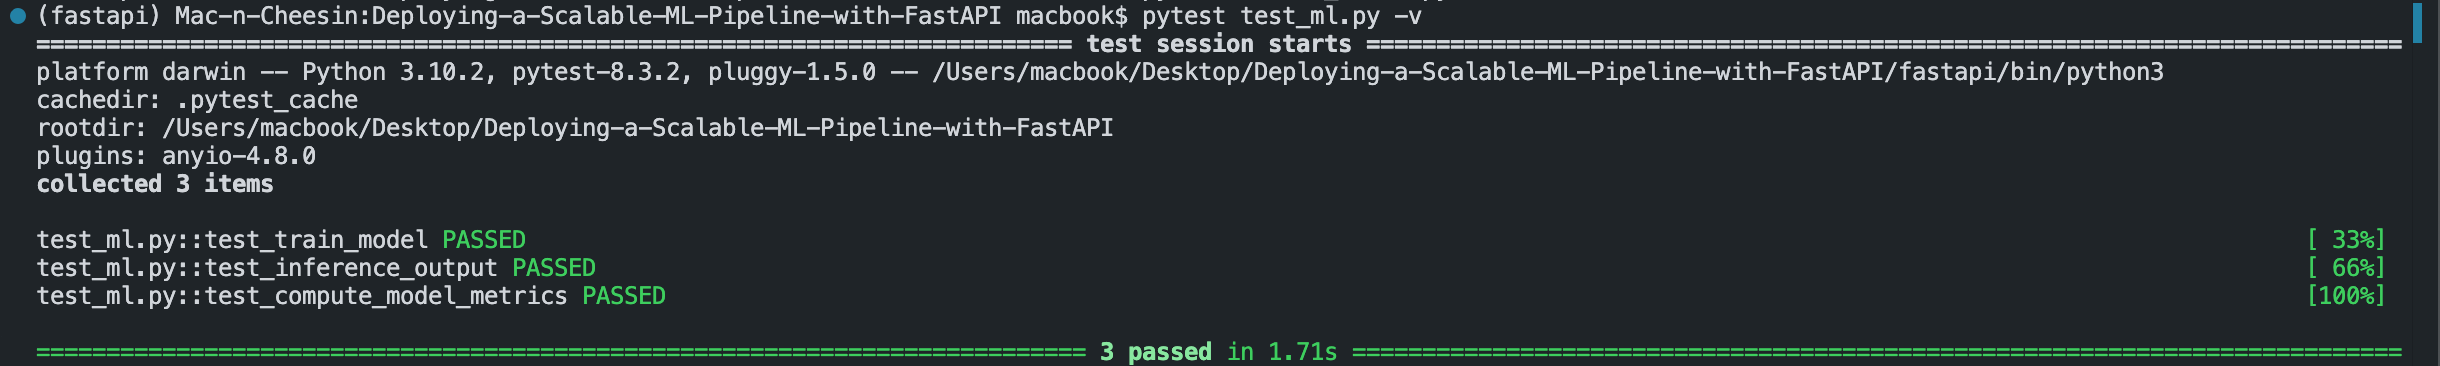 (fastapi) Mac-n-Cheesin:Deploying-a-Scalable-ML-Pipeline-with-FastAPI macbook$ pytest test_ml.py -v
========================================================================== test session starts ==========================================================================
platform darwin -- Python 3.10.2, pytest-8.3.2, pluggy-1.5.0 -- /Users/macbook/Desktop/Deploying-a-Scalable-ML-Pipeline-with-FastAPI/fastapi/bin/python3
cachedir: .pytest_cache
rootdir: /Users/macbook/Desktop/Deploying-a-Scalable-ML-Pipeline-with-FastAPI
plugins: anyio-4.8.0
collected 3 items
test_ml.py::test_train_model PASSED [ 33%]
test_ml.py::test_inference_output PASSED [ 66%]
test_ml.py::test_compute_model_metrics PASSED [100%]
=========================================================================== 3 passed in 1.71s ===========================================================================